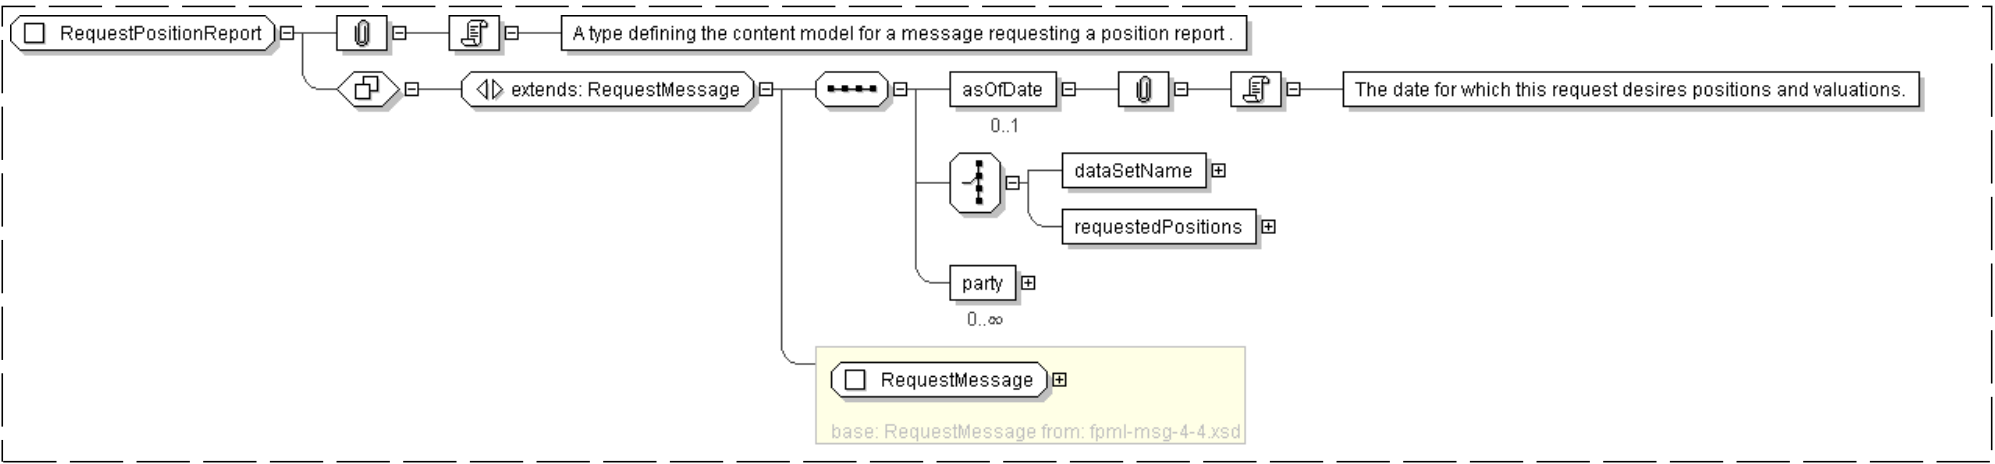 RequestPositionReport
A type defining the content model for a message requesting a position report .
extends: RequestMessage
asOfDate
The date for which this request desires positions and valuations.
0..1
dataSetName
requestedPositions
party
0..∞
RequestMessage
base: RequestMessage from: fpml-msg-4-4.xsd